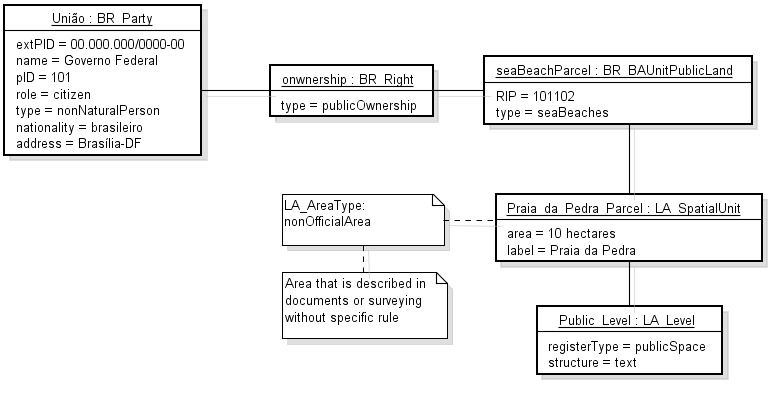 União : BR_Party
extPID = 00.000.000/0000-00
name = Governo Federal
pID = 101
role = citizen
type = nonNaturalPerson
nationality = brasileiro
address = Brasília-DF
onwnership : BR_Right
type = publicOwnership
seaBeachParcel : BR_BAUnitPublicLand
RIP = 101102
type = seaBeaches
LA_AreaType:
nonOfficialArea
Praia_da_Pedra_Parcel : LA_SpatialUnit
area = 10 hectares
label = Praia da Pedra
Area that is described in
documents or surveying
without specific rule
Public_Level : LA_Level
registerType = publicSpace
structure = text